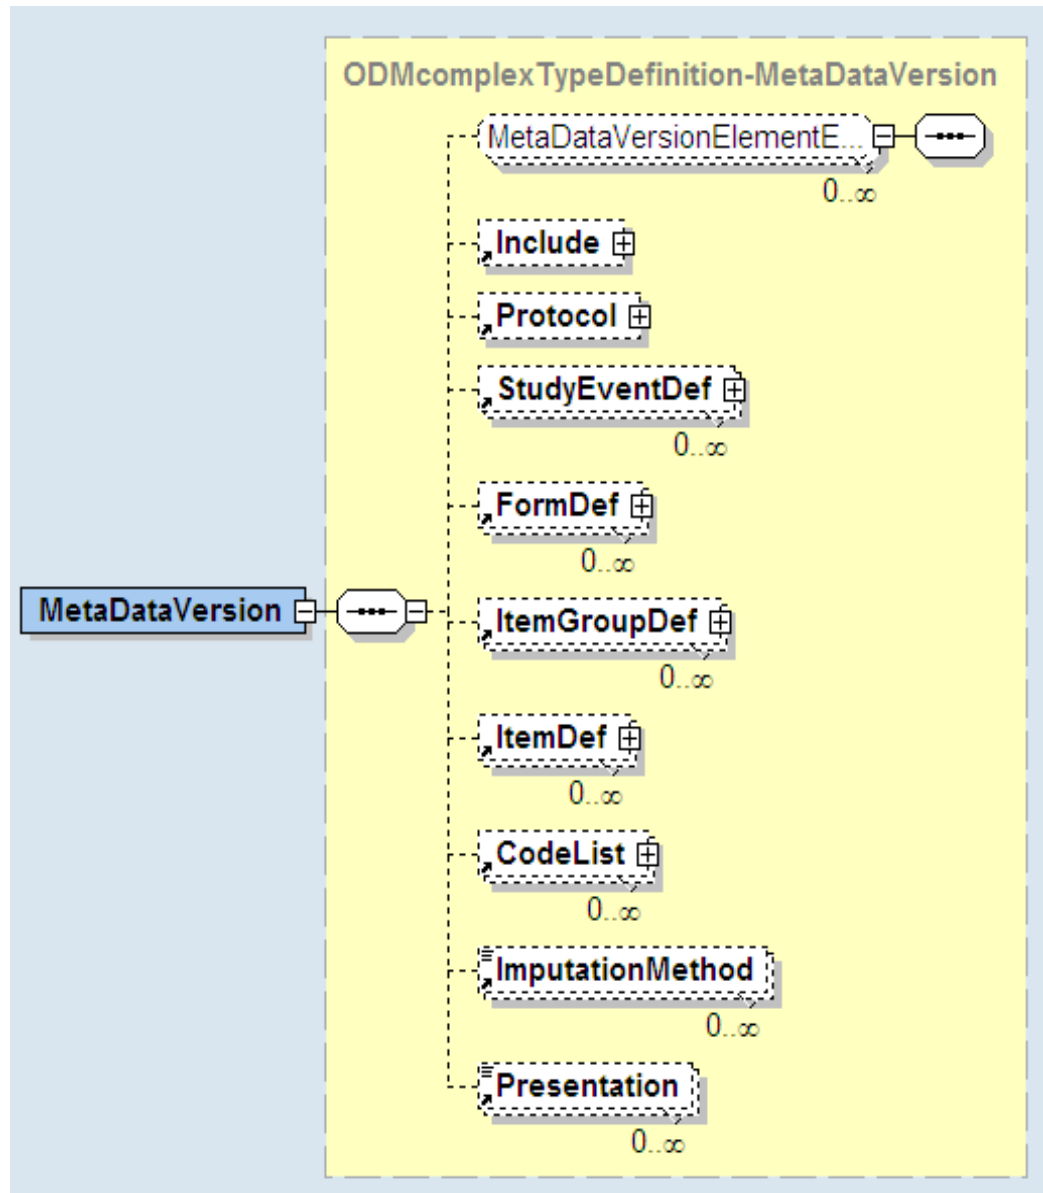 ODMcomplexTypeDefinition-MetaDataVersion
MetaDataVersionElementE...
0..∞
Include
Protocol
StudyEventDef
0..∞
FormDef
0..∞
MetaDataVersion
ItemGroupDef
0..∞
ItemDef
0..∞
CodeList
0..∞
ImputationMethod
0..∞
Presentation
0..∞